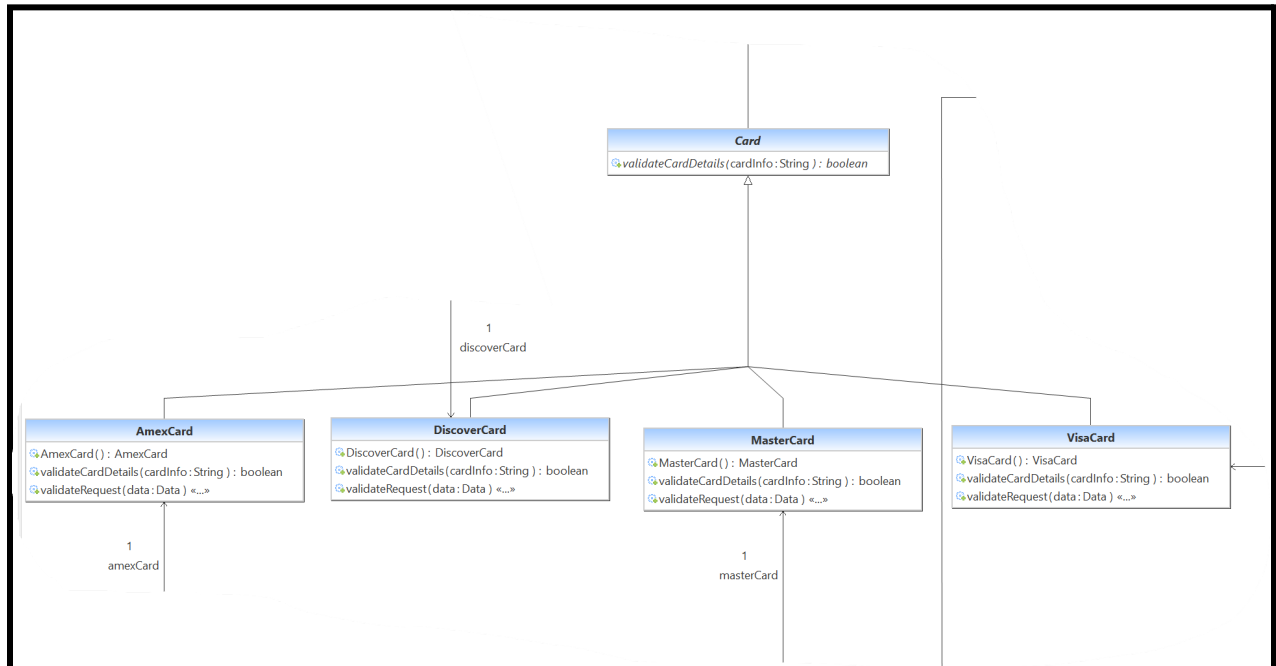 Card
validateCardDetails(cardInfo : String ) : boolean
1
discoverCard
AmexCard
AmexCard( ) : AmexCard
validateCardDetails(cardInfo : String ) : boolean
validateRequest(data : Data ) «...»
DiscoverCard
DiscoverCard( ) : DiscoverCard
validateCardDetails(cardInfo : String ) : boolean
validateRequest(data : Data ) «...»
MasterCard
MasterCard( ) : MasterCard
validateCardDetails(cardInfo : String ) : boolean
validateRequest(data : Data ) «...»
VisaCard
VisaCard( ) : VisaCard
validateCardDetails(cardInfo : String ) : boolean
validateRequest(data : Data ) «...»
1
amexCard
1
masterCard